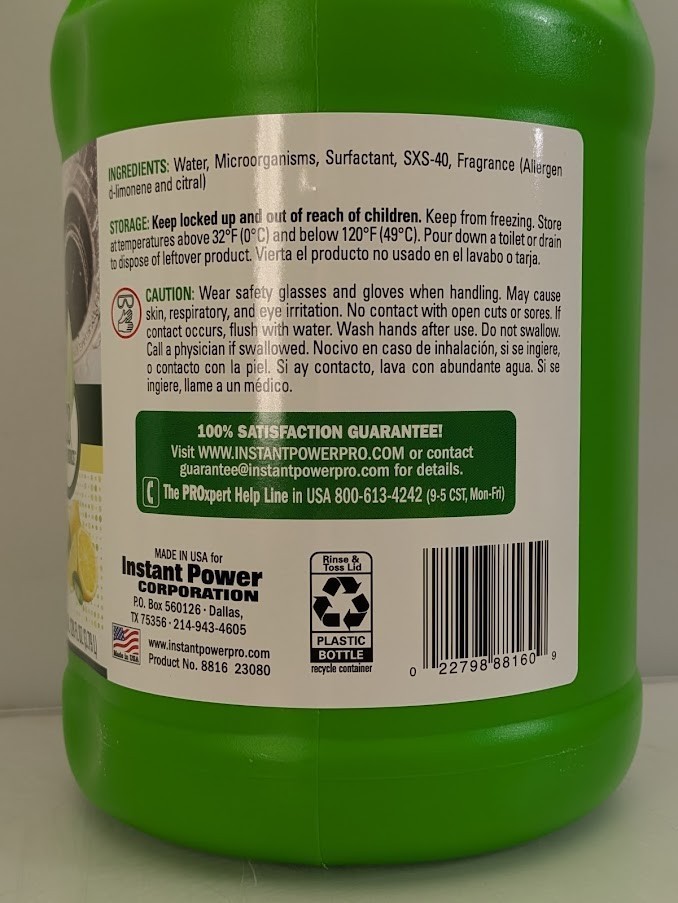 INGREDIENTS: Water, Microorganisms, Surfactant, SXS-40, Fragrance (Allergen
d-limonene and citral)
STORAGE: Keep locked up and out of reach of children. Keep from freezing. Store
at temperatures above 32°F (0°C) and below 120°F (49°C). Pour down a toilet or drain
to dispose of leftover product. Vierta el producto no usado en el lavabo o tarja.
CAUTION: Wear safety glasses and gloves when handling. May cause
skin, respiratory, and eye irritation. No contact with open cuts or sores. If
contact occurs, flush with water. Wash hands after use. Do not swallow.
Call a physician if swallowed. Nocivo en caso de inhalación, si se ingiere,
o contacto con la piel. Si ay contacto, lava con abundante agua. Si se
ingiere, llame a un médico.
100% SATISFACTION GUARANTEE!
Visit WWW.INSTANTPOWERPRO.COM or contact
guarantee@instantpowerpro.com for details.
The PROxpert Help Line in USA 800-613-4242 (9-5 CST, Mon-Fri)
MADE IN USA for
Instant Power
CORPORATION
P.O. Box 560126 · Dallas,
TX 75356 · 214-943-4605
Made in USA
www.instantpowerpro.com
Product No. 8816 23080
Rinse &
Toss Lid
PLASTIC
BOTTLE
recycle container
0 22798 88160 9